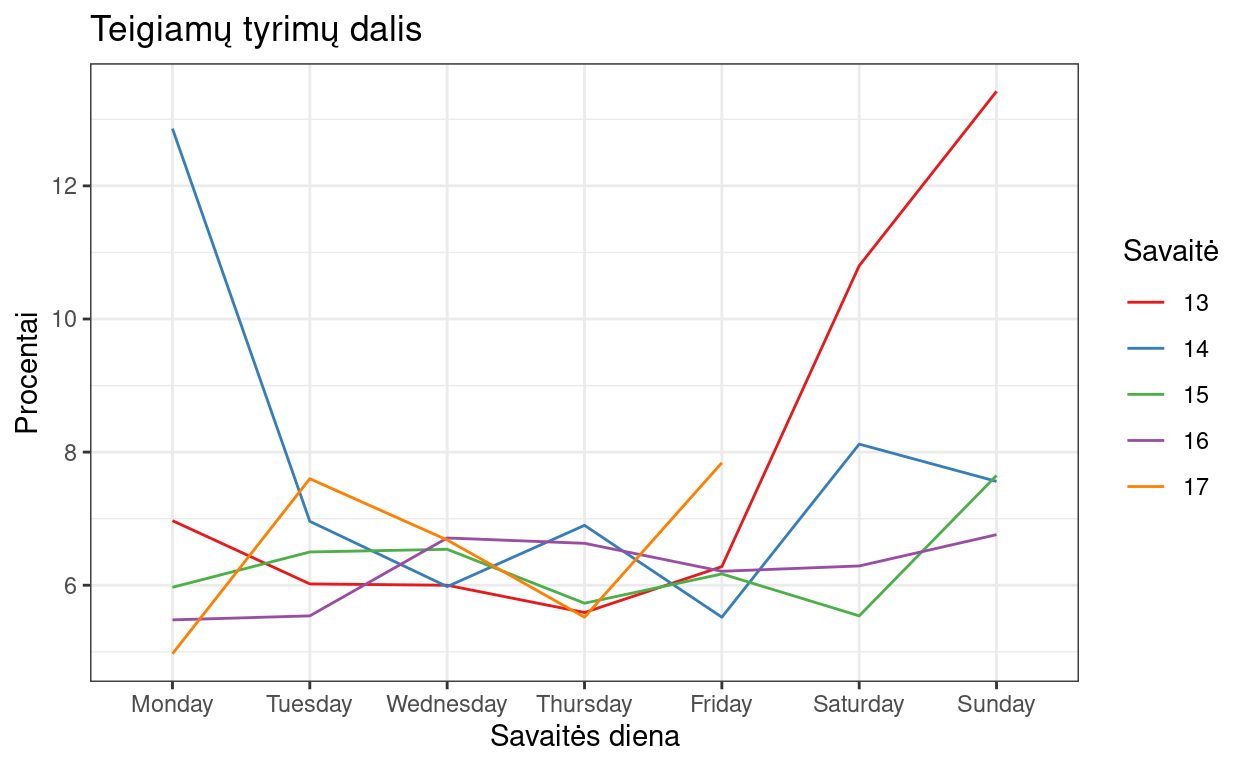 Teigiamų tyrimų dalis
Procentai
12
10
8
6
Monday Tuesday Wednesday Thursday Friday Saturday Sunday
Savaitės diena
Savaitė
13
14
15
16
17